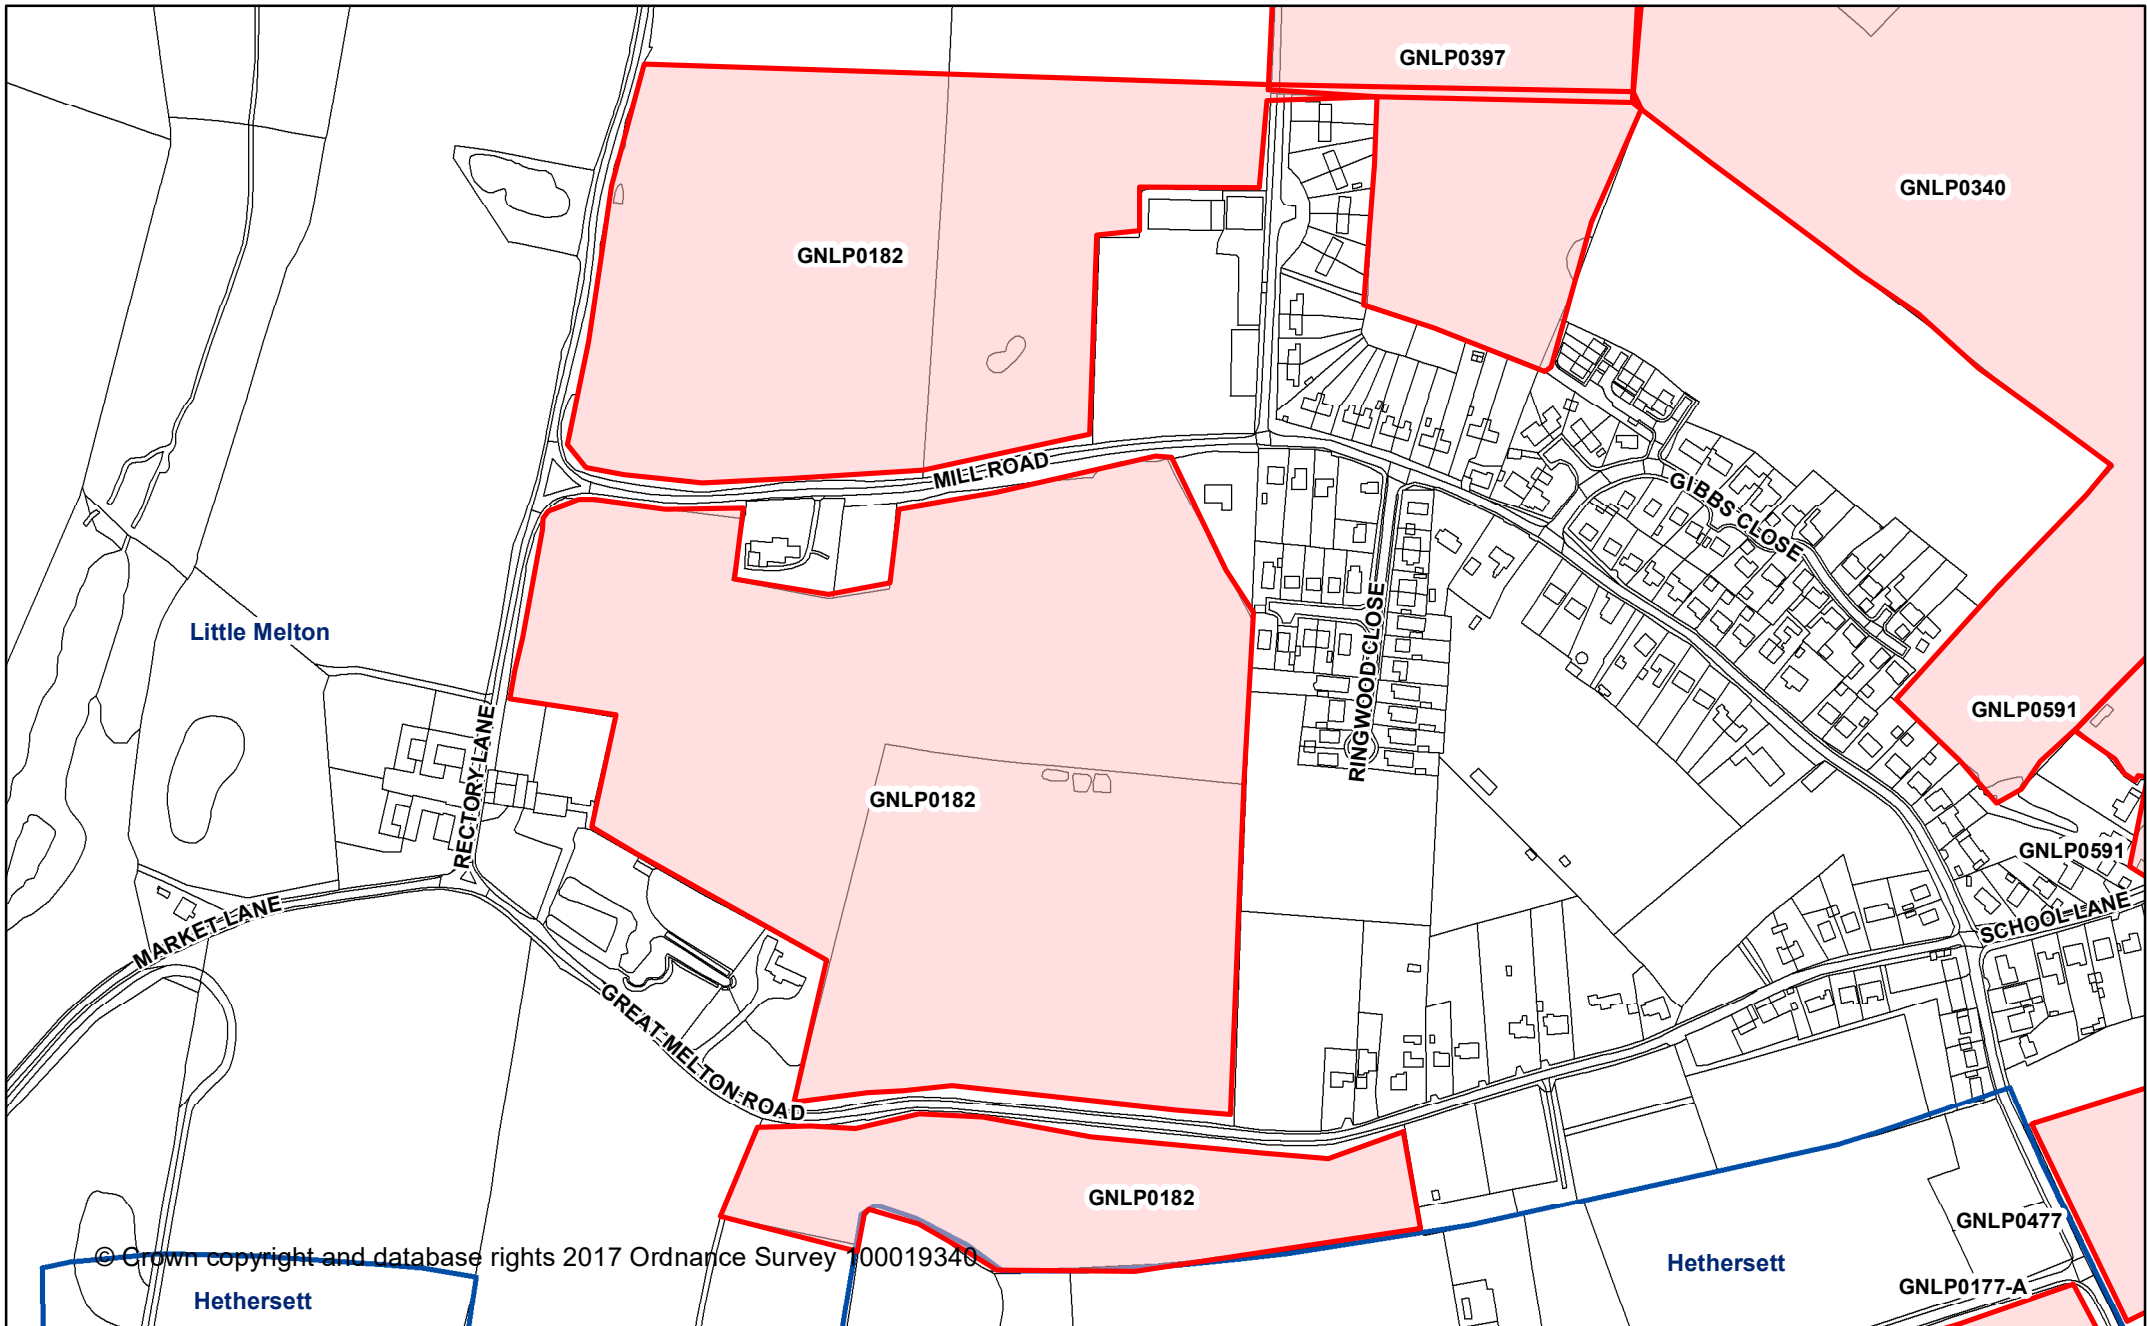 GNLP0397
GNLP0340
GNLP0182
MILL ROAD
GIBBS CLOSE
Little Melton
RINGWOOD CLOSE
GNLP0591
RECTORY LANE
GNLP0182
GNLP0591
MARKET LANE
SCHOOL LANE
GREAT MELTON ROAD
GNLP0182
GNLP0477
© Crown copyright and database rights 2017 Ordnance Survey 100019340
Hethersett
GNLP0177-A
Hethersett